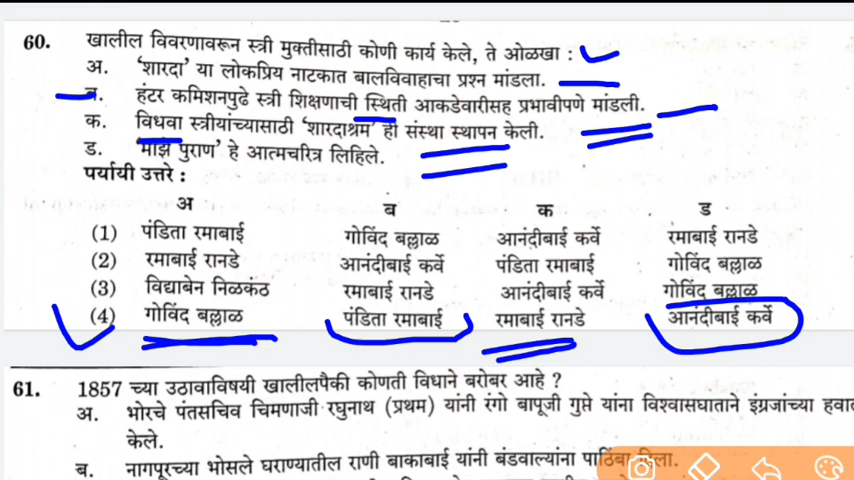 60. खालील विवरणावरून स्त्री मुक्तीसाठी कोणी कार्य केले, ते ओळखा :
अ. 'शारदा' या लोकप्रिय नाटकात बालविवाहाचा प्रश्न मांडला.
ब. हंटर कमिशनपुढे स्त्री शिक्षणाची स्थिती आकडेवारीसह प्रभावीपणे मांडली.
क. विधवा स्त्रीयांच्यासाठी 'शारदाश्रम' ही संस्था स्थापन केली.
ड. 'माझे पुराण' हे आत्मचरित्र लिहिले.
पर्यायी उत्तरे :
अ ब क ड
(1) पंडिता रमाबाई गोविंद बल्लाळ आनंदीबाई कर्वे रमाबाई रानडे
(2) रमाबाई रानडे आनंदीबाई कर्वे पंडिता रमाबाई गोविंद बल्लाळ
(3) विद्याबेन निळकंठ रमाबाई रानडे आनंदीबाई कर्वे गोविंद बल्लाळ
(4) गोविंद बल्लाळ पंडिता रमाबाई रमाबाई रानडे आनंदीबाई कर्वे
61. 1857 च्या उठावाविषयी खालीलपैकी कोणती विधाने बरोबर आहे ?
अ. भोरचे पंतसचिव चिमणाजी रघुनाथ (प्रथम) यांनी रंगो बापूजी गुप्ते यांना विश्वासघाताने इंग्रजांच्या हवा
केले.
ब. नागपूरच्या भोसले घराण्यातील राणी बाकाबाई यांनी बंडवाल्यांना पाठिंबा दिला.